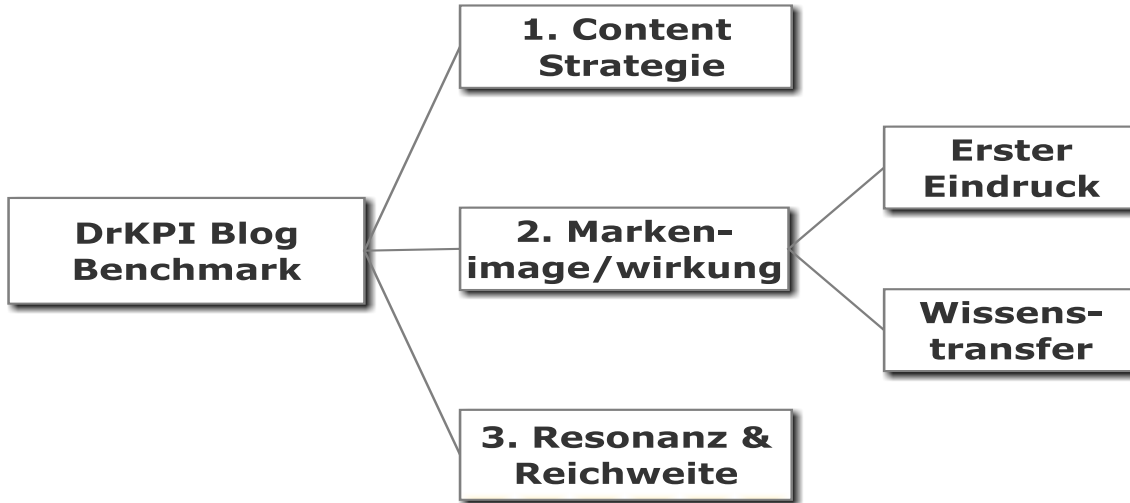 1. Content
Strategie
Erster
Eindruck
DrKPI Blog
Benchmark
2. Marken-
image/wirkung
Wissens-
transfer
3. Resonanz &
Reichweite